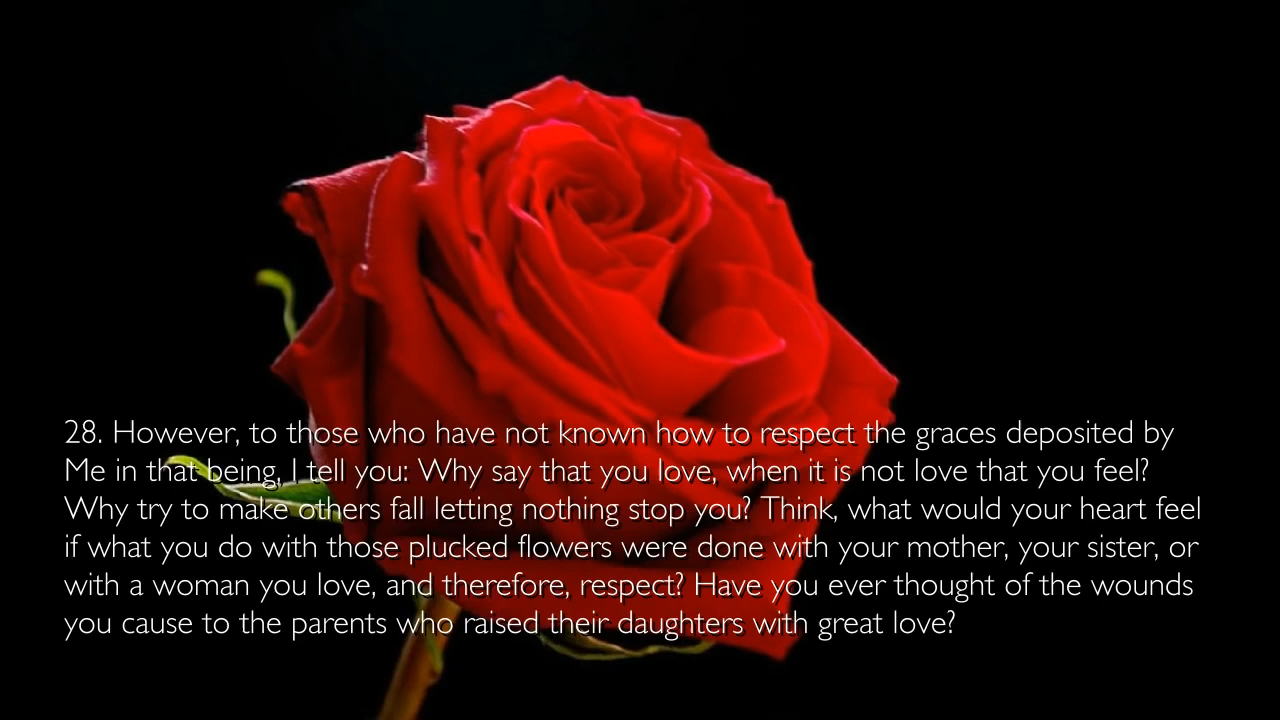 28. However, to those who have not known how to respect the graces deposited by
Me in that being, I tell you: Why say that you love, when it is not love that you feel?
Why try to make others fall letting nothing stop you? Think, what would your heart feel
if what you do with those plucked flowers were done with your mother, your sister, or
with a woman you love, and therefore, respect? Have you ever thought of the wounds
you cause to the parents who raised their daughters with great love?